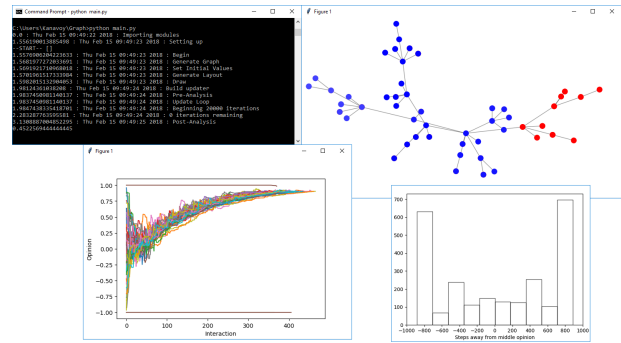 Command Prompt - python main.py
C:\Users\Kanavoy\Graph>python main.py
0.0 : Thu Feb 15 09:49:22 2018 : Importing modules
1.556190013885498 : Thu Feb 15 09:49:23 2018 : Setting up
--START-- []
1.5576906204223633 : Thu Feb 15 09:49:23 2018 : Begin
1.5681977272033691 : Thu Feb 15 09:49:23 2018 : Generate Graph
1.5691921710968018 : Thu Feb 15 09:49:23 2018 : Set Initial Values
1.5701961517333984 : Thu Feb 15 09:49:23 2018 : Generate Layout
1.5982015132904053 : Thu Feb 15 09:49:23 2018 : Draw
1.98124361038208 : Thu Feb 15 09:49:24 2018 : Build updater
1.9837450981140137 : Thu Feb 15 09:49:24 2018 : Pre-Analysis
1.9837450981140137 : Thu Feb 15 09:49:24 2018 : Update Loop
1.9847438335418701 : Thu Feb 15 09:49:24 2018 : Beginning 20000 iterations
2.283287763595581 : Thu Feb 15 09:49:24 2018 : 0 iterations remaining
3.1308887004852295 : Thu Feb 15 09:49:25 2018 : Post-Analysis
0.4522569444444445
Figure 1
Figure 1
1.00
0.75
0.50
0.25
0.00
−0.25
−0.50
−0.75
−1.00
Opinion
0 100 200 300 400
Interaction
700
600
500
400
300
200
100
0
−1000 −800 −600 −400 −200 0 200 400 600 800 1000
Steps away from middle opinion